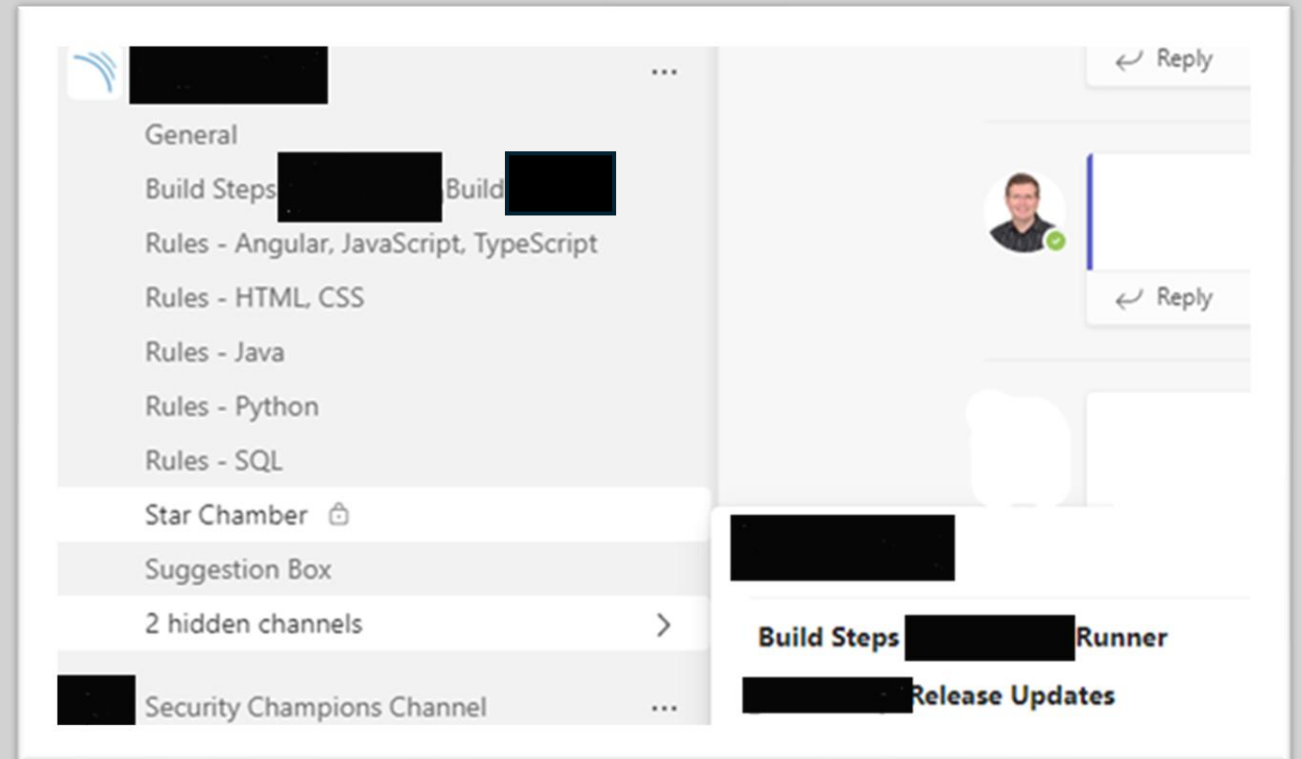 General
Build Steps Build
Rules - Angular, JavaScript, TypeScript
Rules - HTML, CSS
Rules - Java
Rules - Python
Rules - SQL
Star Chamber
Suggestion Box
2 hidden channels
Security Champions Channel
Reply
Reply
Build Steps Runner
Release Updates